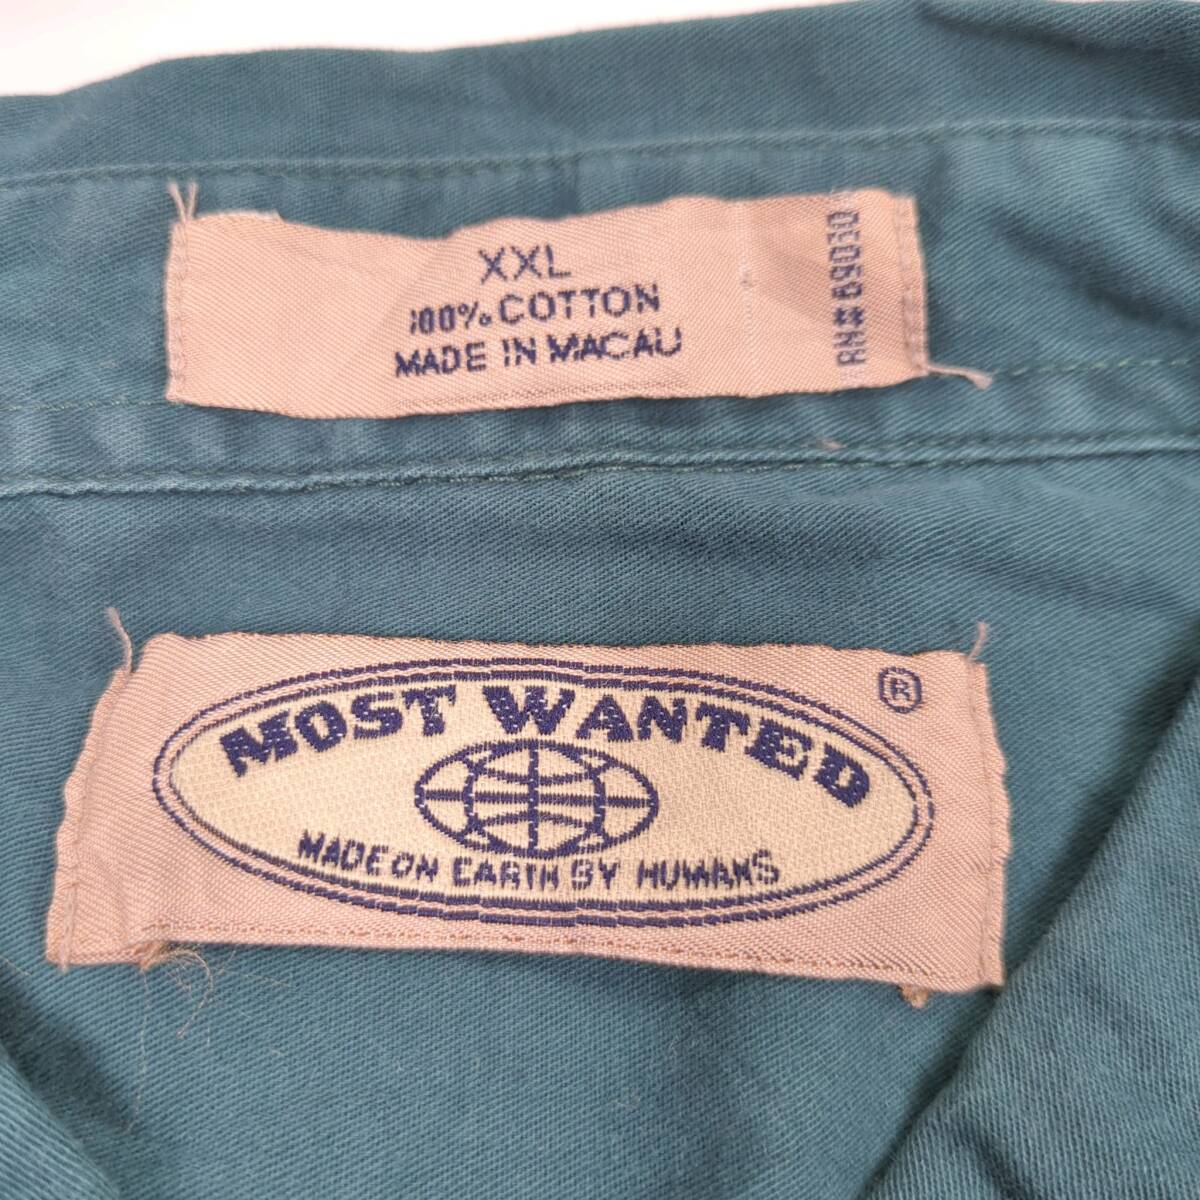 XXL
100% COTTON
MADE IN MACAU
RN# 69030
MOST WANTED
®
MADE ON EARTH BY HUMANS